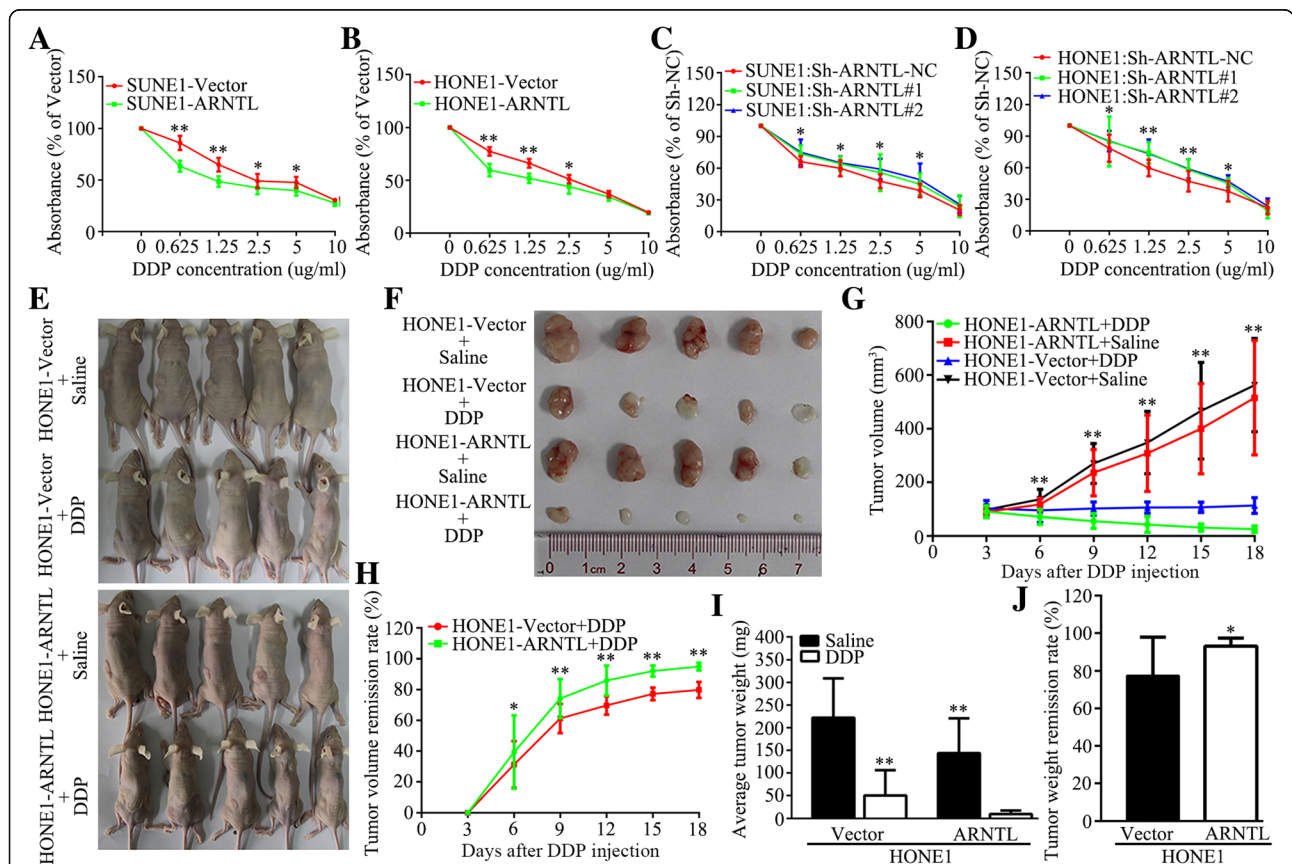 A
Absorbance (% of Vector)
150
100
50
0
SUNE1-Vector
SUNE1-ARNTL
**
**
*
*
0
0.625
1.25
2.5
5
10
DDP concentration (ug/ml)
B
Absorbance (% of Vector)
150
100
50
0
HONE1-Vector
HONE1-ARNTL
**
**
*
0
0.625
1.25
2.5
5
10
DDP concentration (ug/ml)
C
Absorbance (% of Sh-NC)
150
120
90
60
30
0
SUNE1:Sh-ARNTL-NC
SUNE1:Sh-ARNTL#1
SUNE1:Sh-ARNTL#2
*
*
*
*
0
0.625
1.25
2.5
5
10
DDP concentration (ug/ml)
D
Absorbance (% of Sh-NC)
150
120
90
60
30
0
HONE1:Sh-ARNTL-NC
HONE1:Sh-ARNTL#1
HONE1:Sh-ARNTL#2
*
**
**
*
0
0.625
1.25
2.5
5
10
DDP concentration (ug/ml)
E
HONE1-Vector
+
Saline
HONE1-Vector
+
DDP
HONE1-ARNTL
+
Saline
HONE1-ARNTL
+
DDP
F
HONE1-Vector
+
Saline
HONE1-Vector
+
DDP
HONE1-ARNTL
+
Saline
HONE1-ARNTL
+
DDP
0 1cm 2 3 4 5 6 7
G
Tumor volume (mm³)
800
600
400
200
0
HONE1-ARNTL+DDP
HONE1-ARNTL+Saline
HONE1-Vector+DDP
HONE1-Vector+Saline
**
**
**
**
**
0 3 6 9 12 15 18
Days after DDP injection
H
Tumor volume remission rate (%)
120
100
80
60
40
20
0
HONE1-Vector+DDP
HONE1-ARNTL+DDP
*
**
**
**
**
0 3 6 9 12 15 18
Days after DDP injection
I
Average tumor weight (mg)
400
350
300
250
200
150
100
50
0
Saline
DDP
**
**
Vector ARNTL
HONE1
J
Tumor weight remission rate (%)
120
100
80
60
40
20
0
*
Vector ARNTL
HONE1